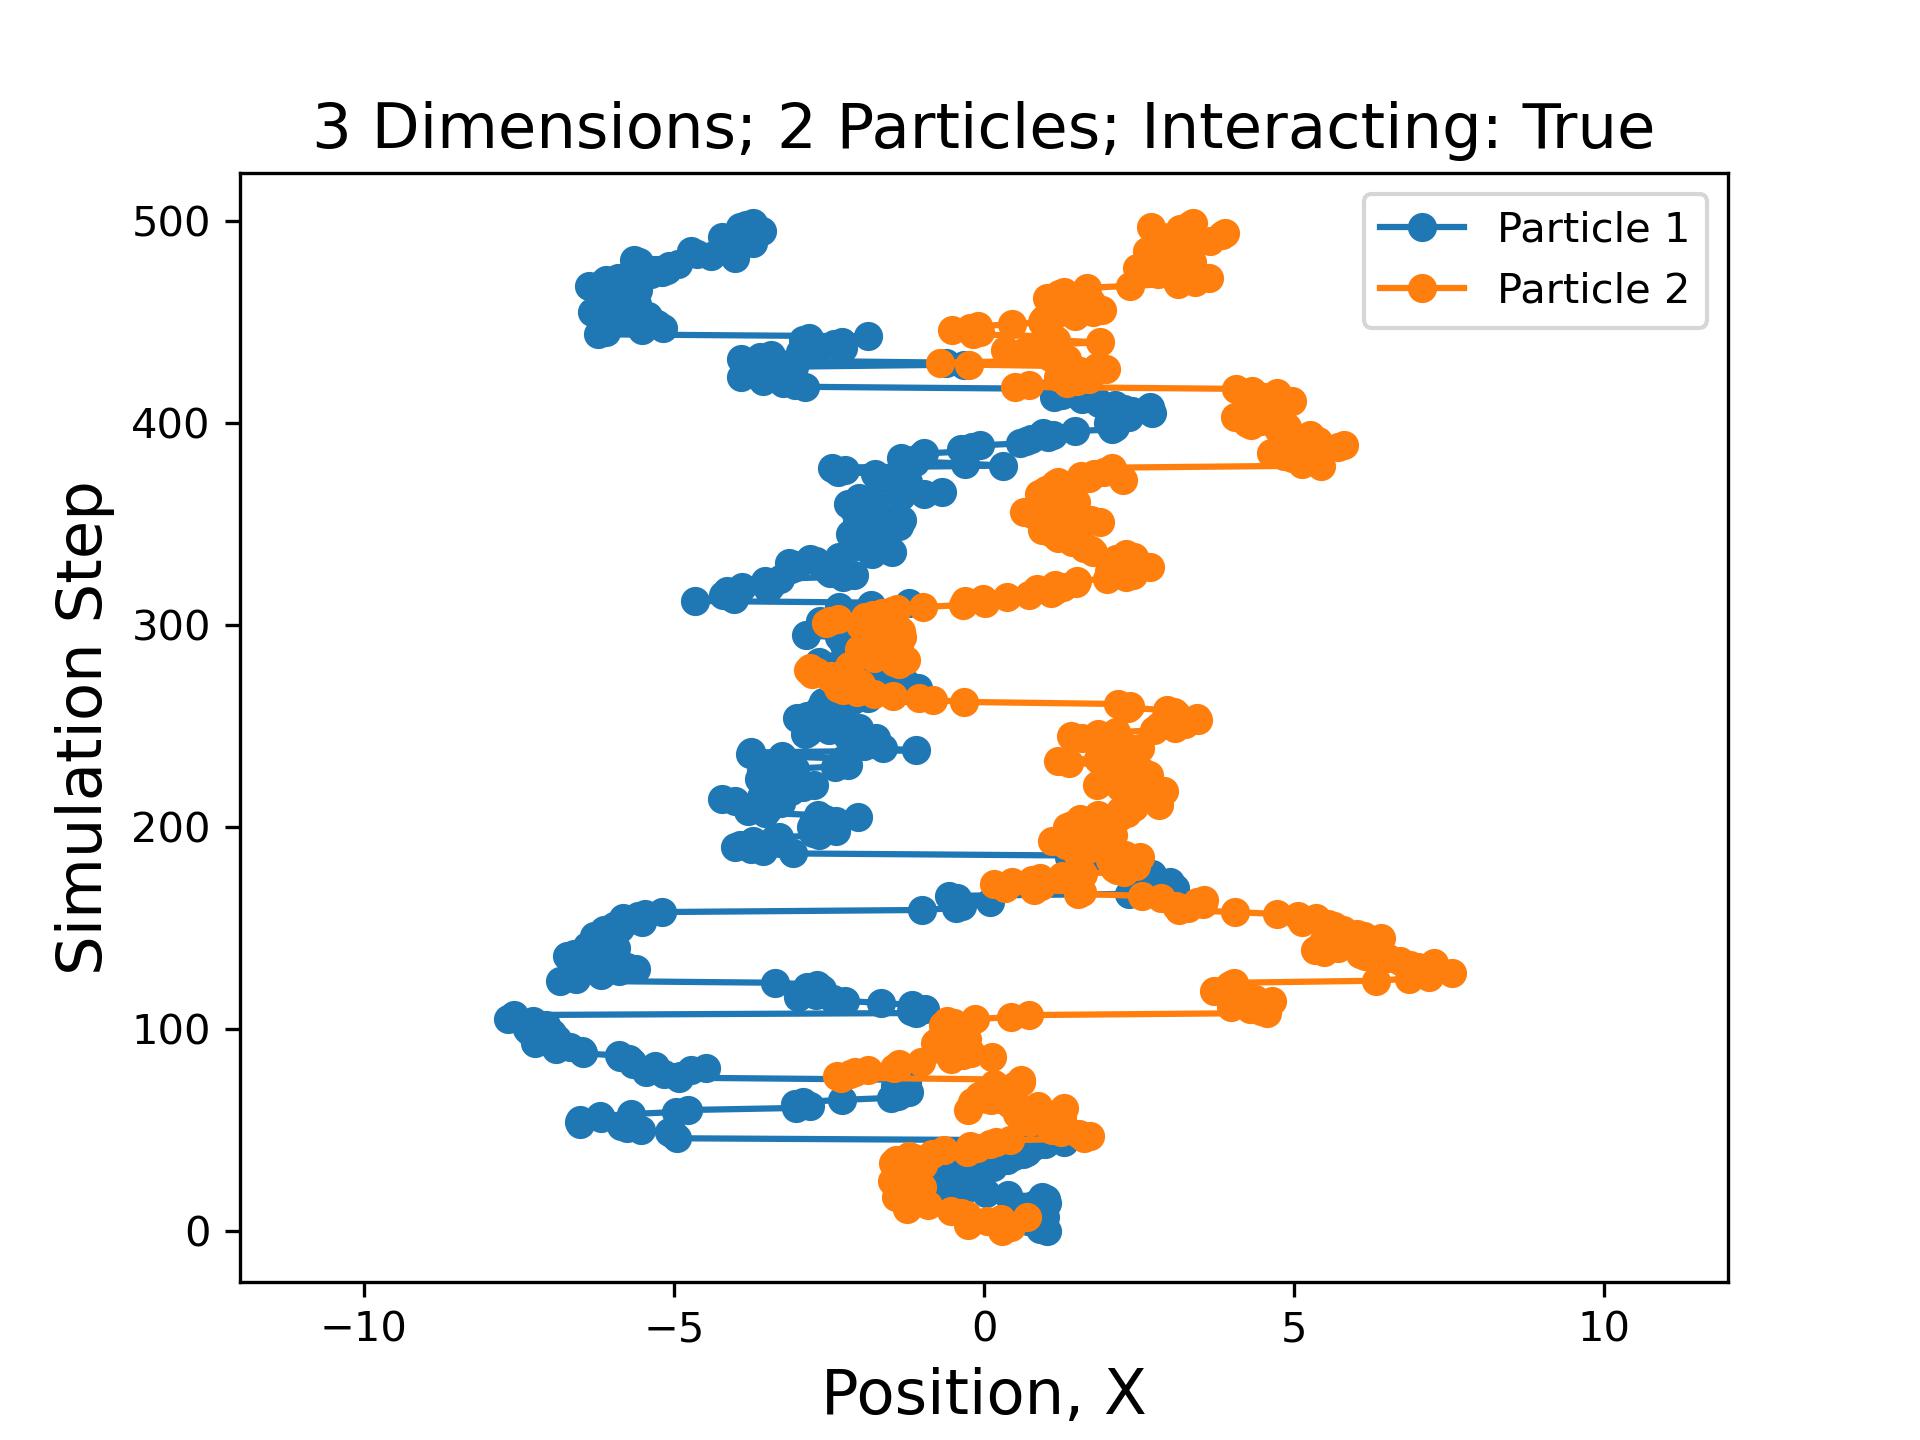 3 Dimensions; 2 Particles; Interacting: True
Particle 1
Particle 2
500
400
300
200
100
0
Simulation Step
−10
−5
0
5
10
Position, X